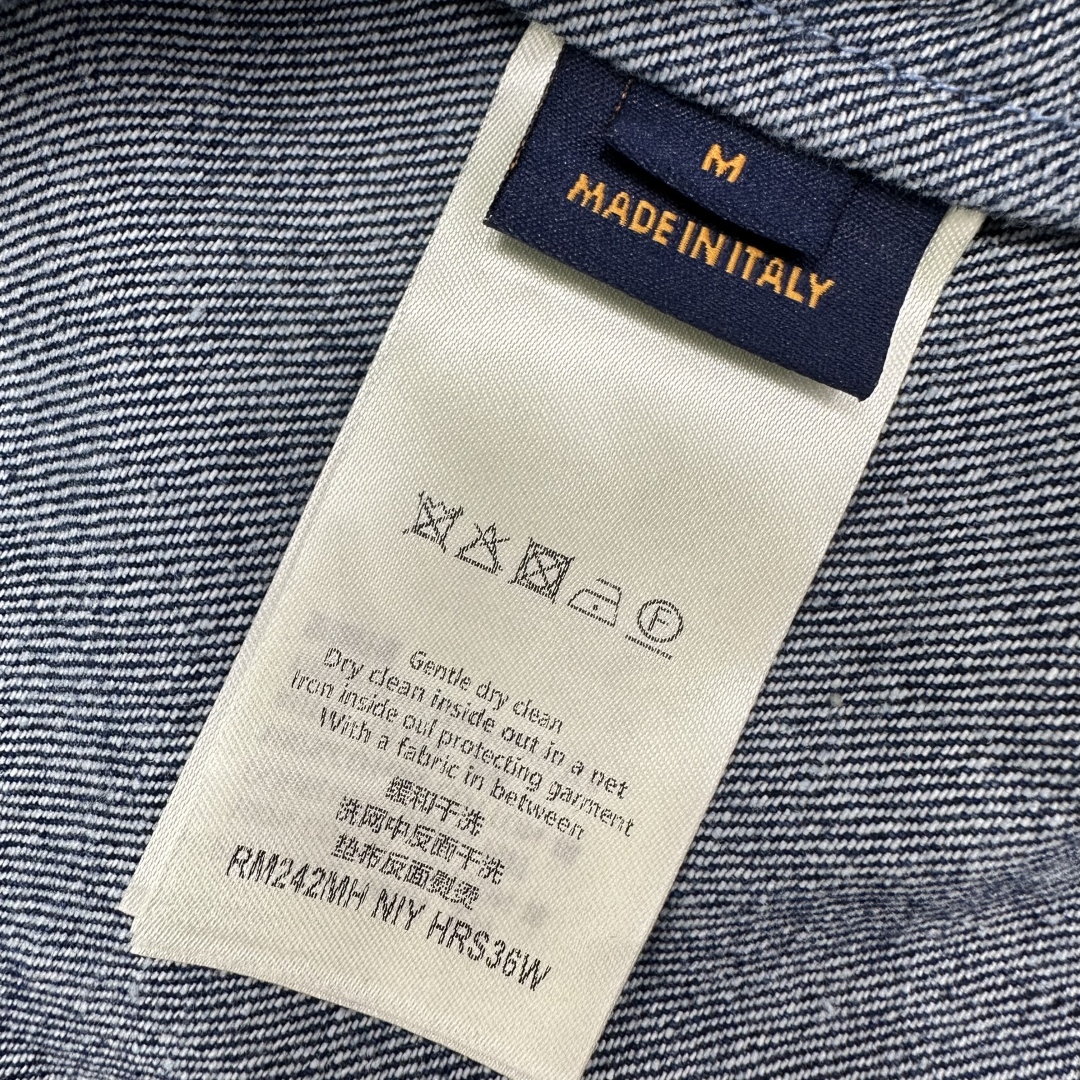 M
MADE IN ITALY
F
Gentle dry clean
Dry clean inside out in a net
Iron inside out protecting garment
With a fabric in between
缓和干洗
洗网中反面干洗
垫布反面熨烫
RM242MH NIY HRS36W